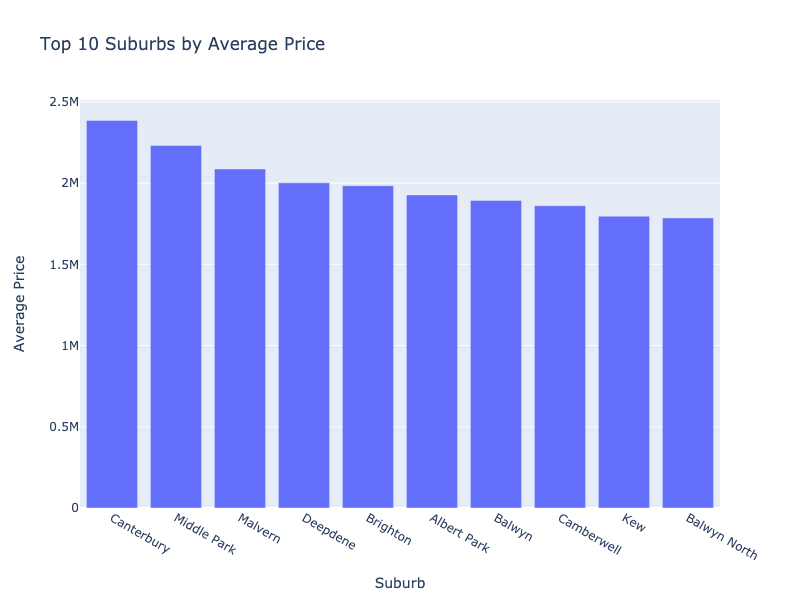 Top 10 Suburbs by Average Price
2.5M
2M
1.5M
1M
0.5M
0
Average Price
Canterbury
Middle Park
Malvern
Deepdene
Brighton
Albert Park
Balwyn
Camberwell
Kew
Balwyn North
Suburb